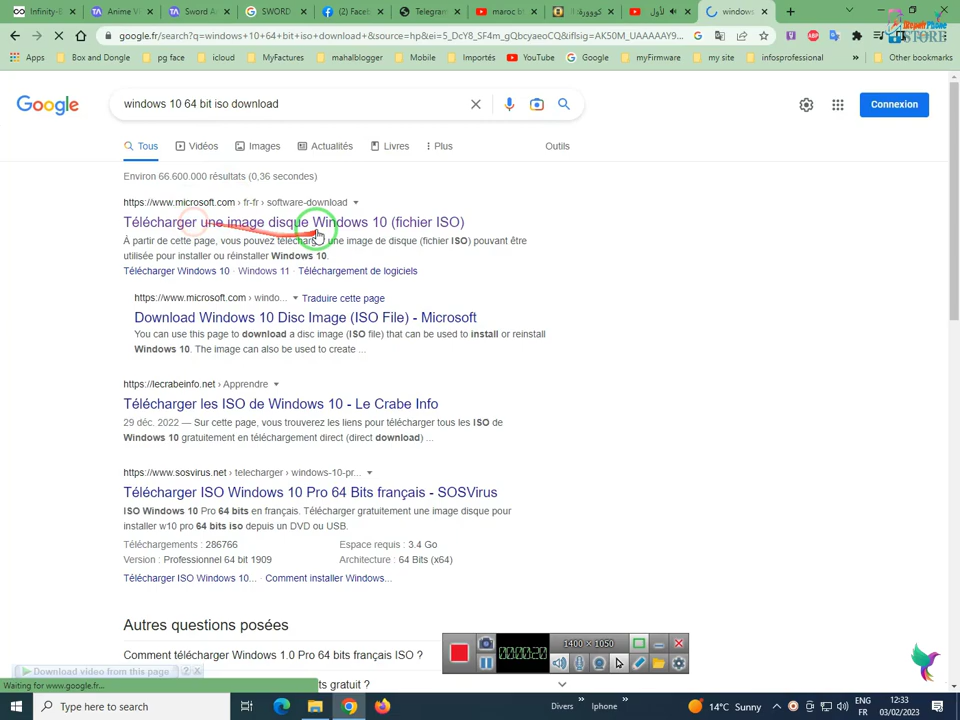 Infinity-E
Anime V
Sword A
SWORD
(2) Faceb
Telegram
maroc b
كووورة: ا
لأول
windows
google.fr/search?q=windows+10+64+bit+iso+download+&source=hp&ei=5_DcY8_SF4m_gQbcyaeoCQ&iflsig=AK50M_UAAAAAY9...
STORE
Apps
Box and Dongle
pg face
icloud
MyFactures
mahalblogger
Mobile
Importés
YouTube
Google
myFirmware
my site
infosprofessional
»
Other bookmarks
Google
windows 10 64 bit iso download
Connexion
Tous
Vidéos
Images
Actualités
Livres
Plus
Outils
Environ 66.600.000 résultats (0,36 secondes)
https://www.microsoft.com › fr-fr › software-download
Télécharger une image disque Windows 10 (fichier ISO)
À partir de cette page, vous pouvez télécharger une image de disque (fichier ISO) pouvant être
utilisée pour installer ou réinstaller Windows 10.
Télécharger Windows 10 · Windows 11 · Téléchargement de logiciels
https://www.microsoft.com › windo... Traduire cette page
Download Windows 10 Disc Image (ISO File) - Microsoft
You can use this page to download a disc image (ISO file) that can be used to install or reinstall
Windows 10. The image can also be used to create ...
https://lecrabeinfo.net › Apprendre
Télécharger les ISO de Windows 10 - Le Crabe Info
29 déc. 2022 — Sur cette page, vous trouverez les liens pour télécharger tous les ISO de
Windows 10 gratuitement en téléchargement direct (direct download) ...
https://www.sosvirus.net › telecharger › windows-10-pr...
Télécharger ISO Windows 10 Pro 64 Bits français - SOSVirus
ISO Windows 10 Pro 64 bits en français. Télécharger gratuitement une image disque pour
installer w10 pro 64 bits iso depuis un DVD ou USB.
Téléchargements : 286766
Espace requis : 3.4 Go
Version : Professionnel 64 bit 1909
Architecture : 64 Bits (x64)
Télécharger ISO Windows 10... · Comment installer Windows...
Autres questions posées
Comment télécharger Windows 1.0 Pro 64 bits français ISO ?
1400 × 1050
00:00:20
Download video from this page
? X
Waiting for www.google.fr...
ts gratuit ?
Type here to search
Divers »
Iphone »
14°C Sunny
ENG
FR
12:33
03/02/2023